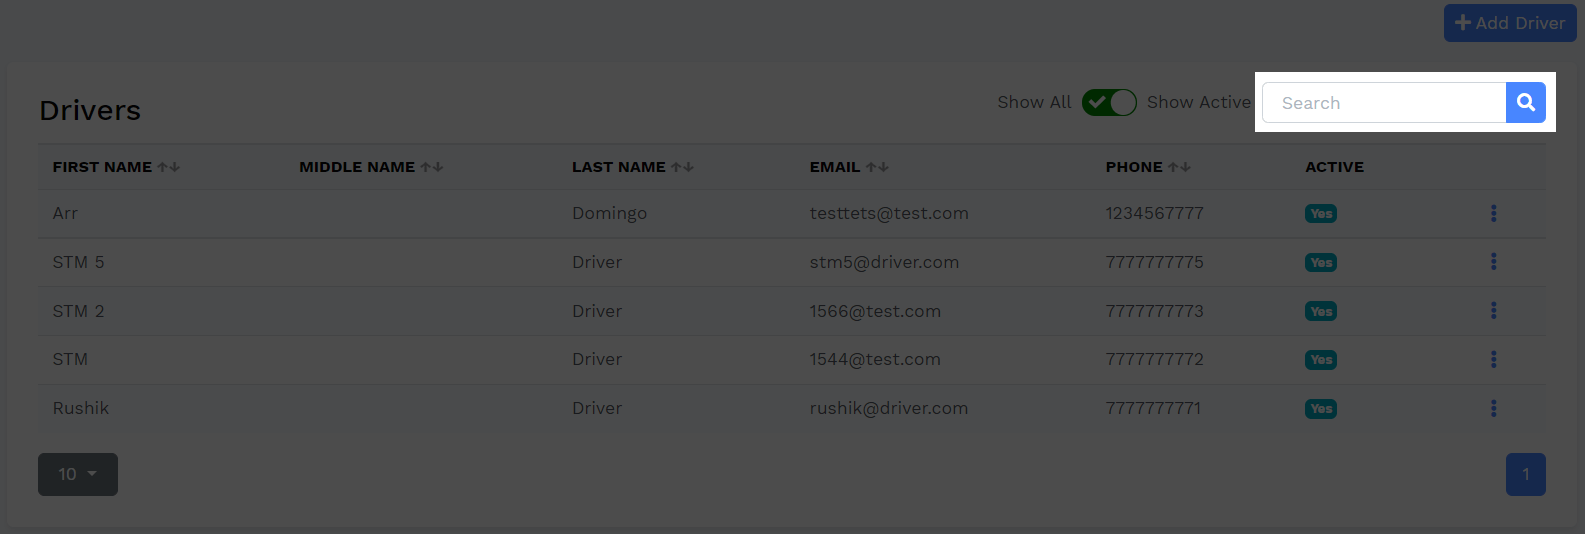 Add Driver
Drivers
Show All Show Active Search
FIRST NAME MIDDLE NAME LAST NAME EMAIL PHONE ACTIVE
Arr Domingo testtets@test.com 1234567777 Yes
STM 5 Driver stm5@driver.com 7777777775 Yes
STM 2 Driver 1566@test.com 7777777773 Yes
STM Driver 1544@test.com 7777777772 Yes
Rushik Driver rushik@driver.com 7777777771 Yes
10 1